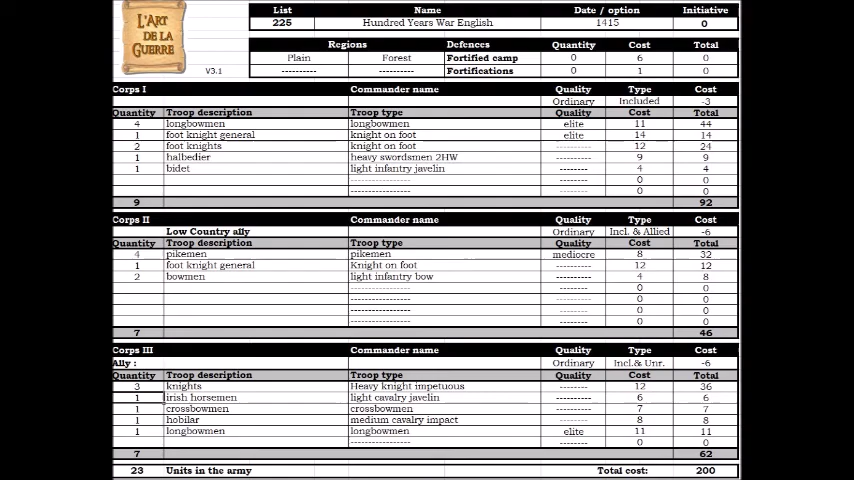 L'ART
DE LA
GUERRE
V3.1
List Name Date / option Initiative
225 Hundred Years War English 1415 0
Regions Defences Quantity Cost Total
Plain Forest Fortified camp 0 6 0
---------- ---------- Fortifications 0 1 0
Corps I Commander name Quality Type Cost
Ordinary Included -3
Quantity Troop description Troop type Quality Cost Total
4 longbowmen longbowmen elite 11 44
1 foot knight general knight on foot elite 14 14
2 foot knights knight on foot ---------- 12 24
1 halbedier heavy swordsmen 2HW ---------- 9 9
1 bidet light infantry javelin ---------- 4 4
----------------- ---------- 0 0
----------------- ---------- 0 0
9 92
Corps II Commander name Quality Type Cost
Low Country ally Ordinary Incl. & Allied -6
Quantity Troop description Troop type Quality Cost Total
4 pikemen pikemen mediocre 8 32
1 foot knight general Knight on foot ---------- 12 12
2 bowmen light infantry bow ---------- 4 8
----------------- ---------- 0 0
----------------- ---------- 0 0
----------------- ---------- 0 0
----------------- ---------- 0 0
7 46
Corps III Commander name Quality Type Cost
Ally : Ordinary Incl.& Unr. -6
Quantity Troop description Troop type Quality Cost Total
3 knights Heavy knight impetuous -------- 12 36
1 irish horsemen light cavalry javelin -------- 6 6
1 crossbowmen crossbowmen -------- 7 7
1 hobilar medium cavalry impact -------- 8 8
1 longbowmen longbowmen elite 11 11
----------------- -------- 0 0
7 62
23 Units in the army Total cost: 200